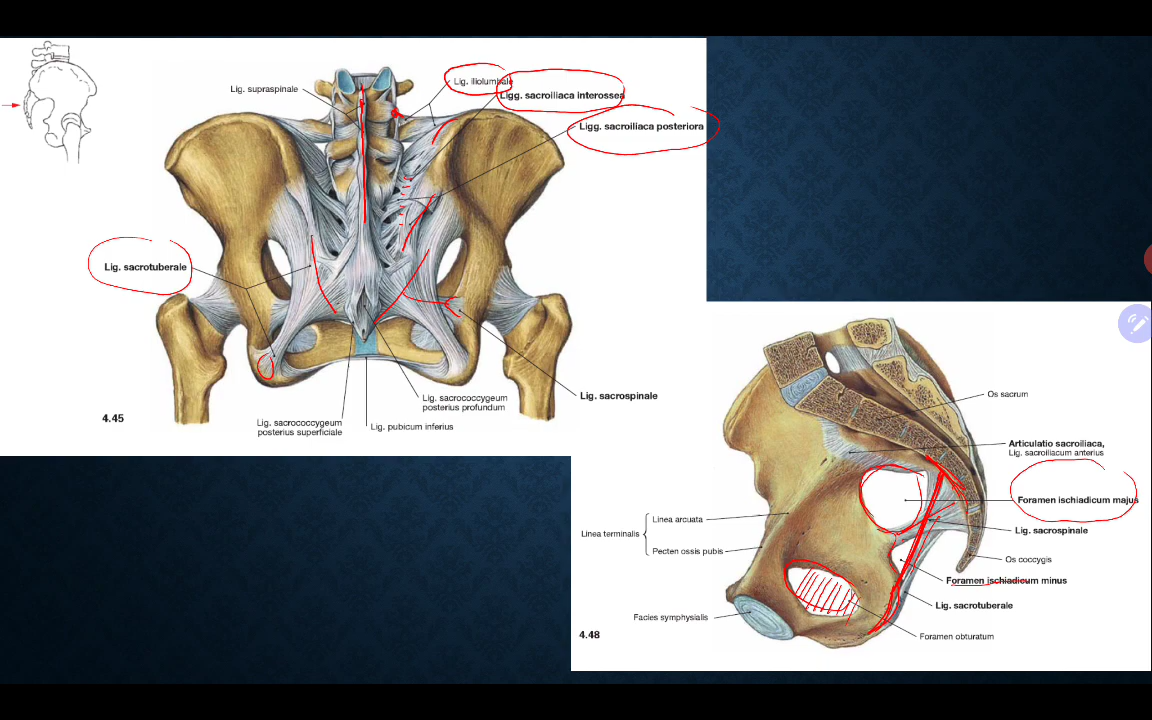 Lig. supraspinale
Lig. iliolumbale
Ligg. sacroiliaca interossea
Ligg. sacroiliaca posteriora
Lig. sacrotuberale
Lig. sacrospinale
Lig. sacrococcygeum
posterius profundum
Lig. sacrococcygeum
posterius superficiale
Lig. pubicum inferius
4.45
Os sacrum
Articulatio sacroiliaca,
Lig. sacroiliacum anterius
Foramen ischiadicum majus
Linea arcuata
Linea terminalis
Pecten ossis pubis
Lig. sacrospinale
Os coccygis
Foramen ischiadicum minus
Lig. sacrotuberale
Facies symphysialis
Foramen obturatum
4.48